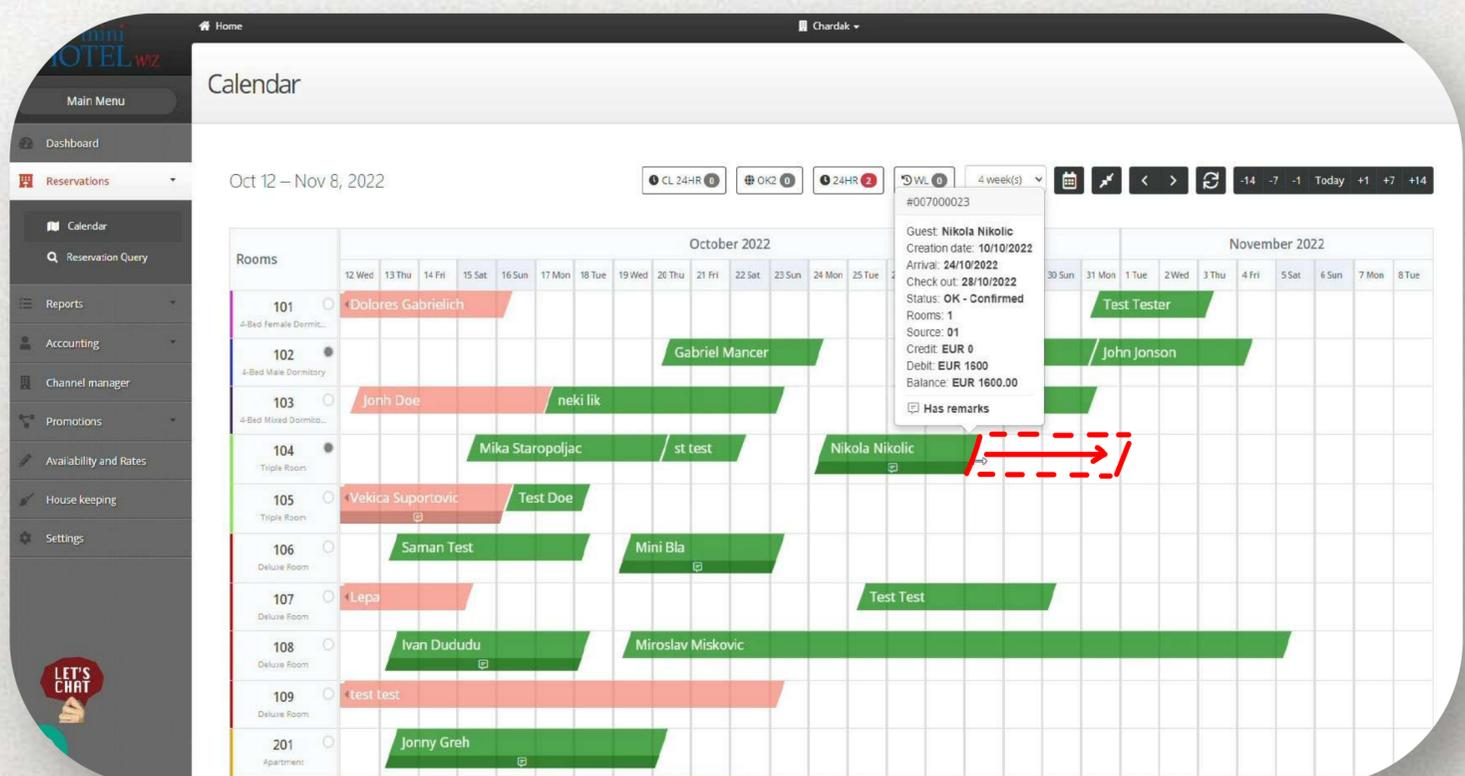 mini
HOTEL WIZ
Home
Chardak
Main Menu
Calendar
Dashboard
Reservations
Calendar
Reservation Query
Reports
Accounting
Channel manager
Promotions
Availability and Rates
House keeping
Settings
LET'S
CHAT
Oct 12 – Nov 8, 2022
CL 24HR 0
OK2 0
24HR 2
WL 0
4 week(s)
-14 -7 -1 Today +1 +7 +14
Rooms
October 2022
November 2022
12 Wed 13 Thu 14 Fri 15 Sat 16 Sun 17 Mon 18 Tue 19 Wed 20 Thu 21 Fri 22 Sat 23 Sun 24 Mon 25 Tue 30 Sun 31 Mon 1 Tue 2 Wed 3 Thu 4 Fri 5 Sat 6 Sun 7 Mon 8 Tue
#007000023
Guest: Nikola Nikolic
Creation date: 10/10/2022
Arrival: 24/10/2022
Check out: 28/10/2022
Status: OK - Confirmed
Rooms: 1
Source: 01
Credit: EUR 0
Debit: EUR 1600
Balance: EUR 1600.00
Has remarks
101
4-Bed Female Dormit...
Dolores Gabrielich
Test Tester
102
4-Bed Male Dormitory
Gabriel Mancer
John Jonson
103
4-Bed Mixed Dormito...
Jonh Doe
neki lik
104
Triple Room
Mika Staropoljac
st test
Nikola Nikolic
105
Triple Room
Vekica Suportovic
Test Doe
106
Deluxe Room
Saman Test
Mini Bla
107
Deluxe Room
Lepa
Test Test
108
Deluxe Room
Ivan Dududu
Miroslav Miskovic
109
Deluxe Room
test test
201
Apartment
Jonny Greh